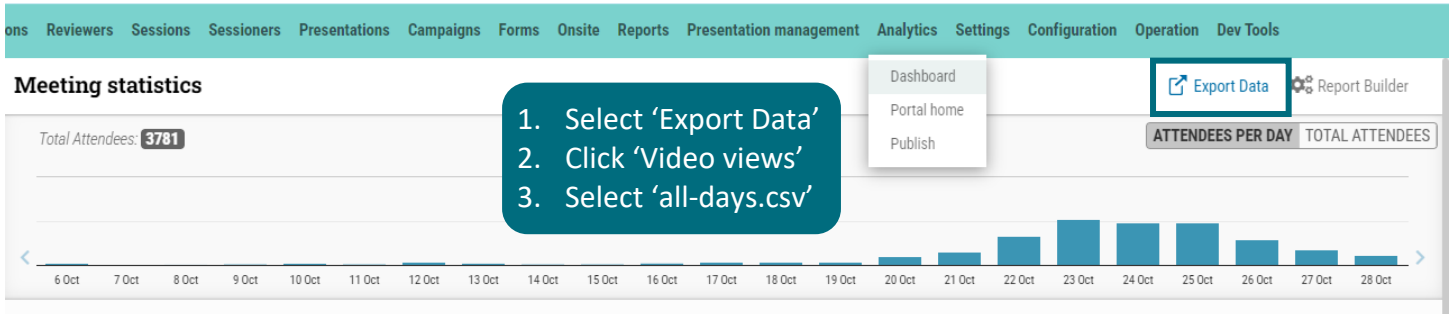 ons Reviewers Sessions Sessioners Presentations Campaigns Forms Onsite Reports Presentation management Analytics Settings Configuration Operation Dev Tools
Meeting statistics
Dashboard
Portal home
Publish
Export Data
Report Builder
1. Select ‘Export Data’
2. Click ‘Video views’
3. Select ‘all-days.csv’
Total Attendees: 3781
ATTENDEES PER DAY TOTAL ATTENDEES
6 Oct 7 Oct 8 Oct 9 Oct 10 Oct 11 Oct 12 Oct 13 Oct 14 Oct 15 Oct 16 Oct 17 Oct 18 Oct 19 Oct 20 Oct 21 Oct 22 Oct 23 Oct 24 Oct 25 Oct 26 Oct 27 Oct 28 Oct